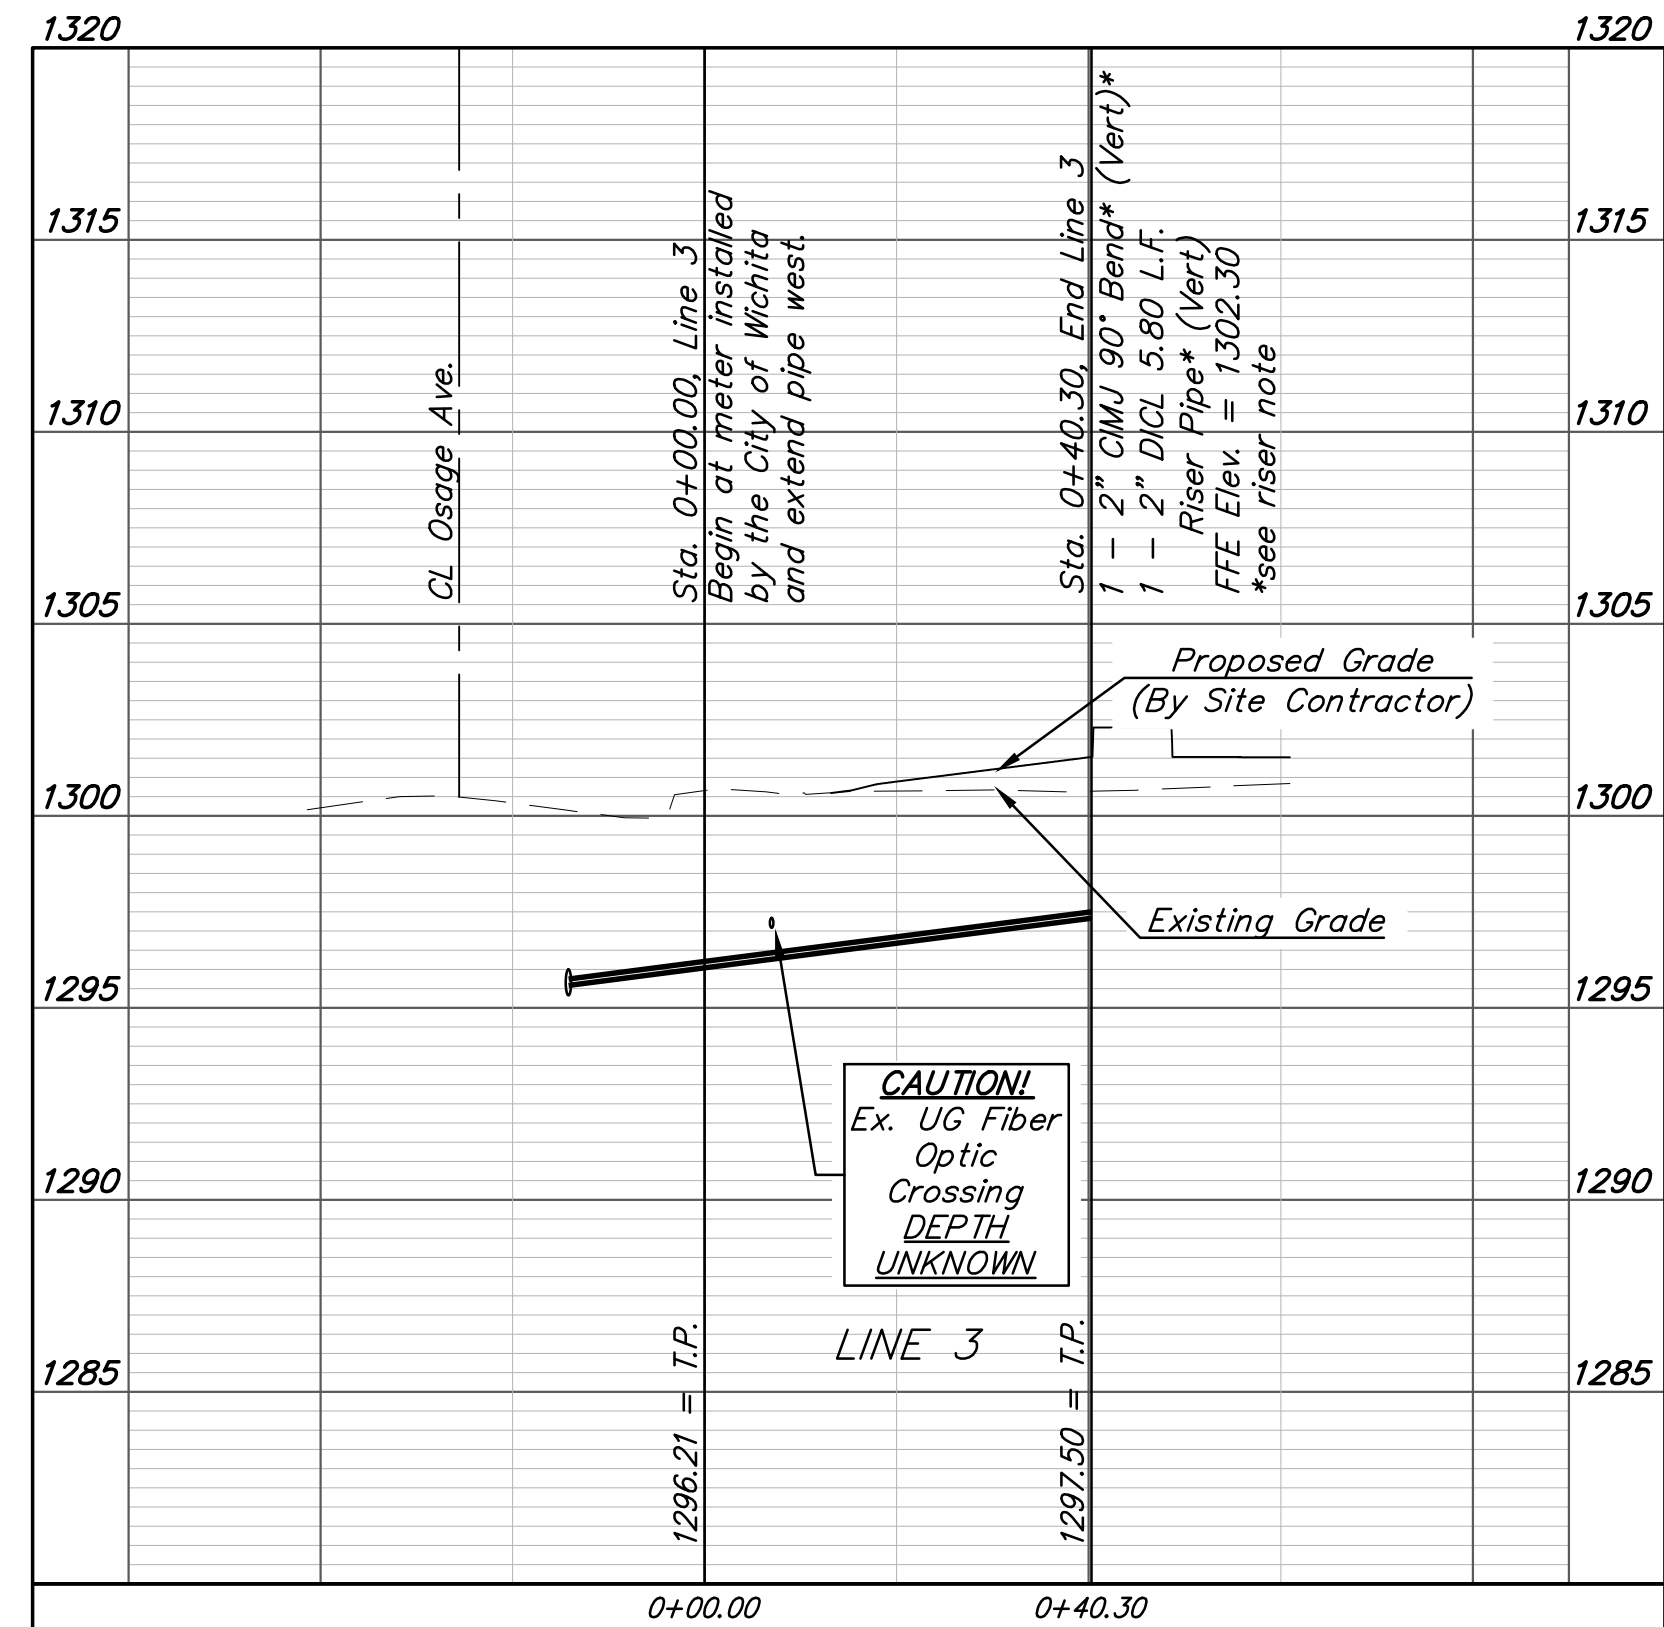 1320
1320
1315
1315
1310
1310
1305
1305
1300
1300
1295
1295
1290
1290
1285
1285
CL Osage Ave.
Sta. 0+00.00, Line 3
Begin at meter installed
by the City of Wichita
and extend pipe west.
Sta. 0+40.30, End Line 3
1 - 2" CIMJ 90° Bend* (Vert)*
1 - 2" DICL 5.80 L.F.
Riser Pipe* (Vert)
FFE Elev. = 1302.30
*see riser note
Proposed Grade
(By Site Contractor)
Existing Grade
CAUTION!
Ex. UG Fiber
Optic
Crossing
DEPTH
UNKNOWN
LINE 3
1296.21 = T.P.
1297.50 = T.P.
0+00.00
0+40.30